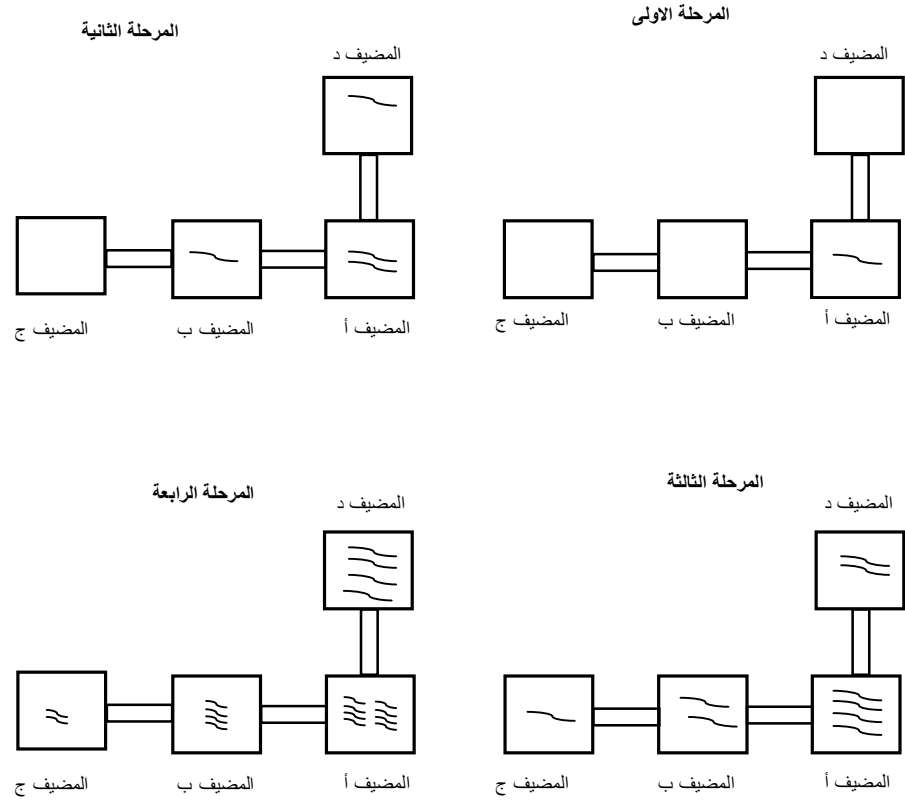 المرحلة الاولى
المضيف د
المضيف أ
المضيف ب
المضيف ج
المرحلة الثانية
المضيف د
المضيف أ
المضيف ب
المضيف ج
المرحلة الثالثة
المضيف د
المضيف أ
المضيف ب
المضيف ج
المرحلة الرابعة
المضيف د
المضيف أ
المضيف ب
المضيف ج